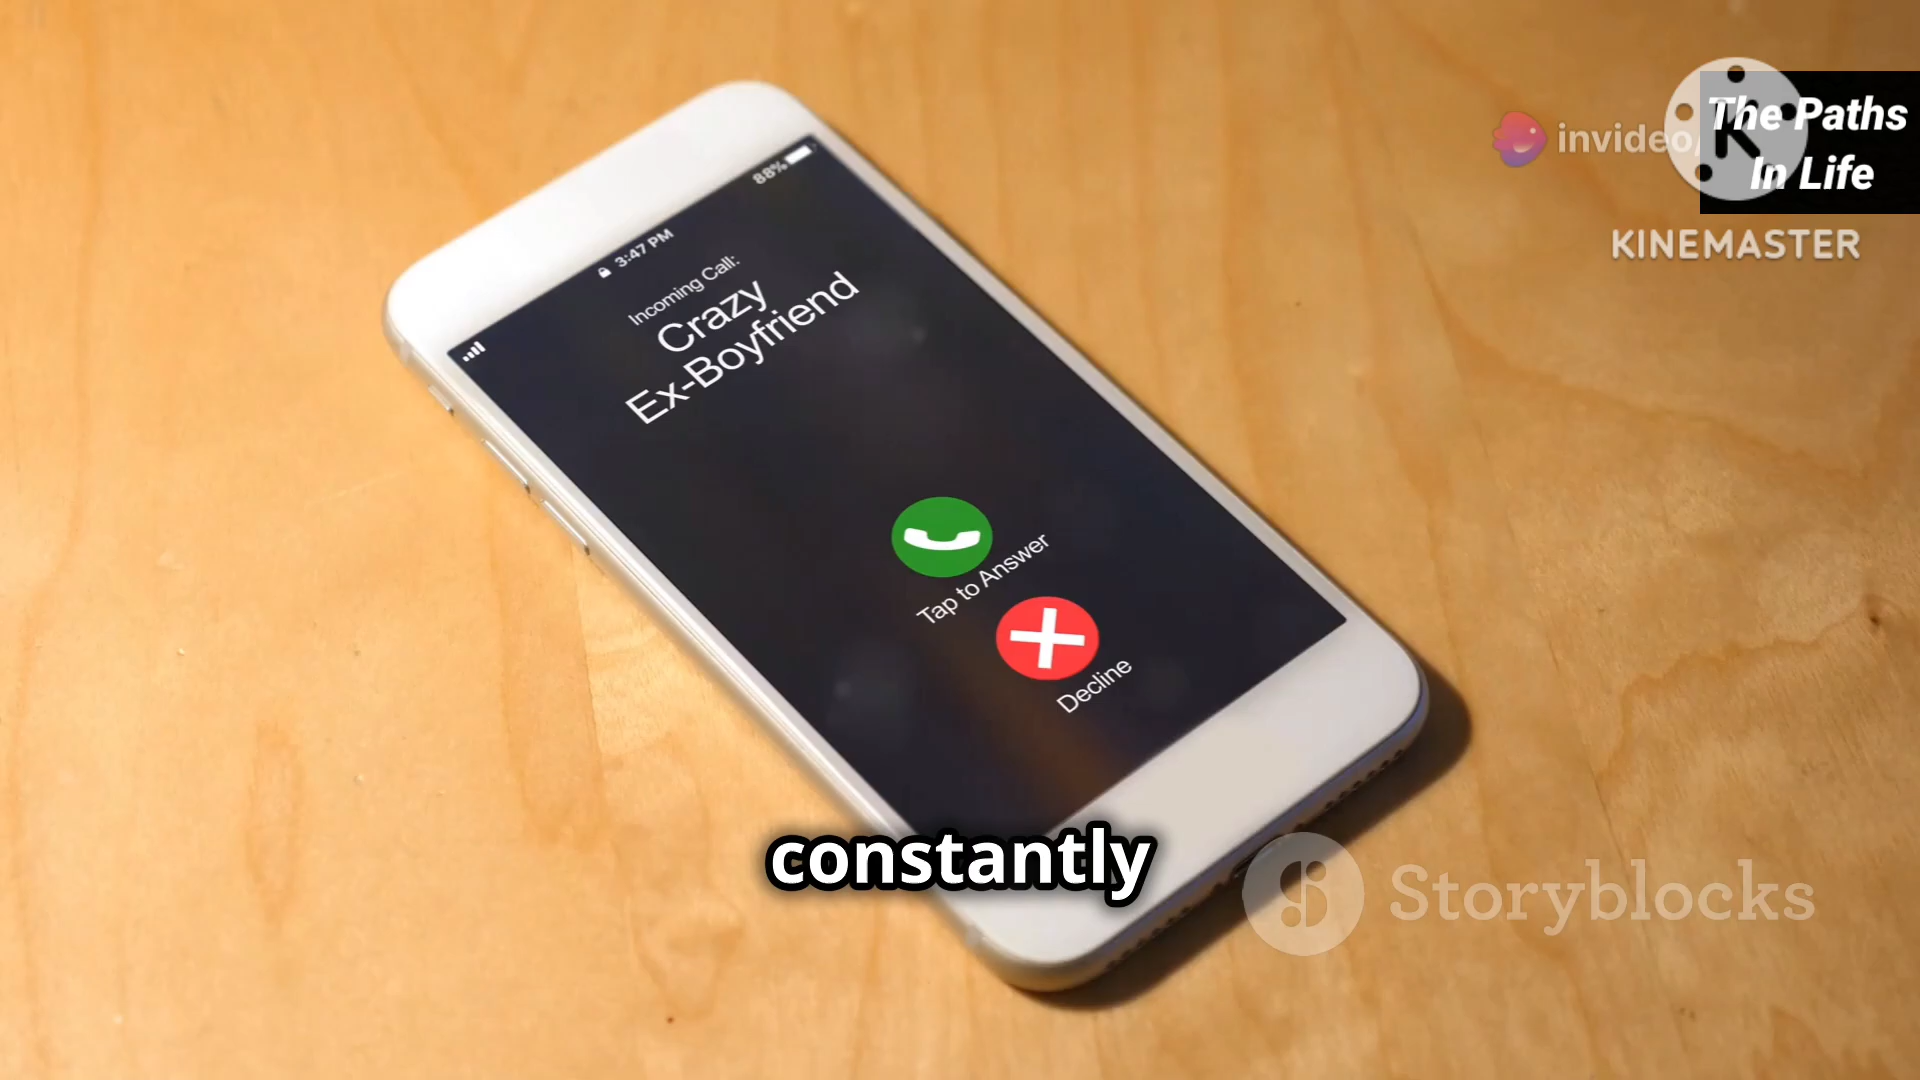 88%
3:47 PM
Incoming Call:
Crazy
Ex-Boyfriend
Tap to Answer
Decline
constantly
invideo
K
The Paths
In Life
KINEMASTER
Storyblocks